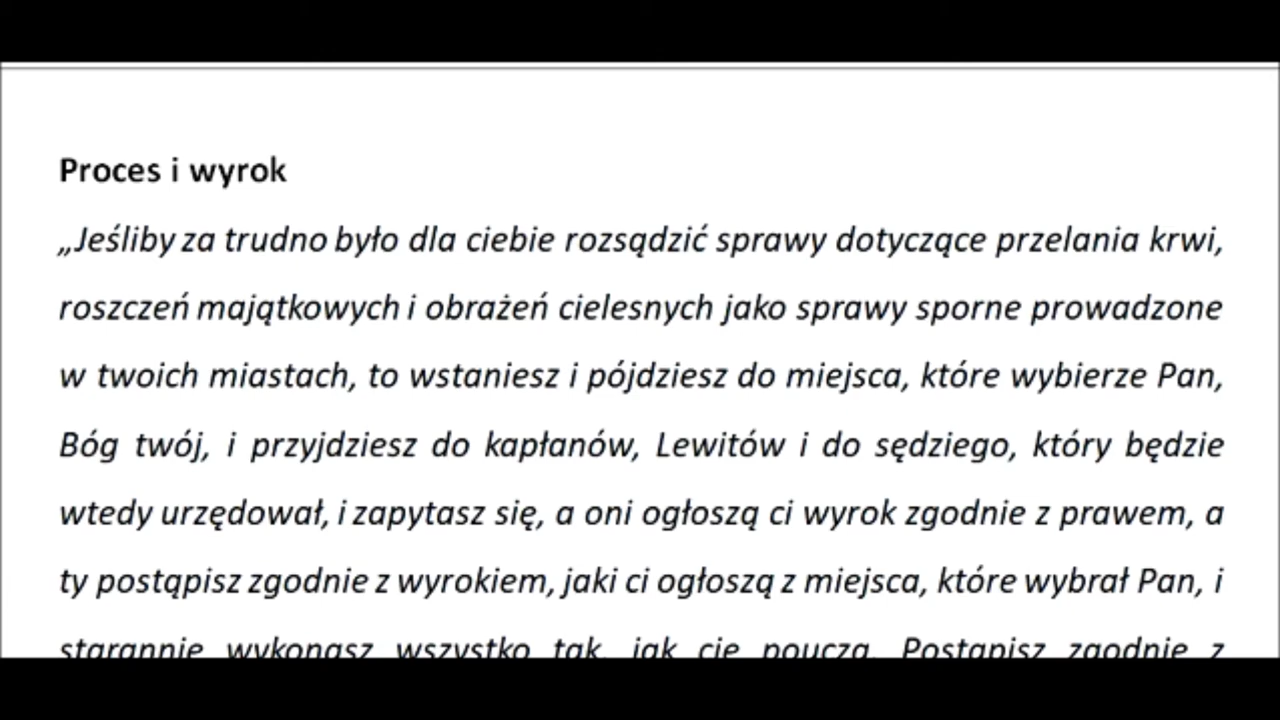 Proces i wyrok
„Jeśliby za trudno było dla ciebie rozsądzić sprawy dotyczące przelania krwi,
roszczeń majątkowych i obrażeń cielesnych jako sprawy sporne prowadzone
w twoich miastach, to wstaniesz i pójdziesz do miejsca, które wybierze Pan,
Bóg twój, i przyjdziesz do kapłanów, Lewitów i do sędziego, który będzie
wtedy urzędował, i zapytasz się, a oni ogłoszą ci wyrok zgodnie z prawem, a
ty postąpisz zgodnie z wyrokiem, jaki ci ogłoszą z miejsca, które wybrał Pan, i
starannie wykonasz wszystko tak, jak cię pouczą. Postąpisz zgodnie z